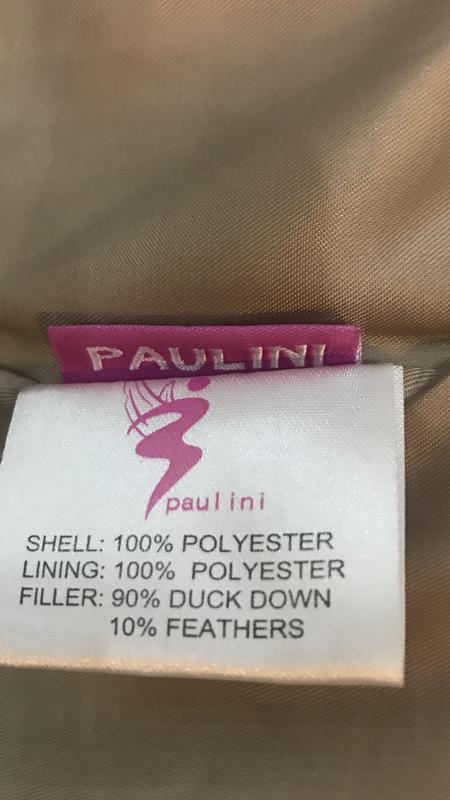 PAULINI
paulini
SHELL: 100% POLYESTER
LINING: 100% POLYESTER
FILLER: 90% DUCK DOWN
10% FEATHERS